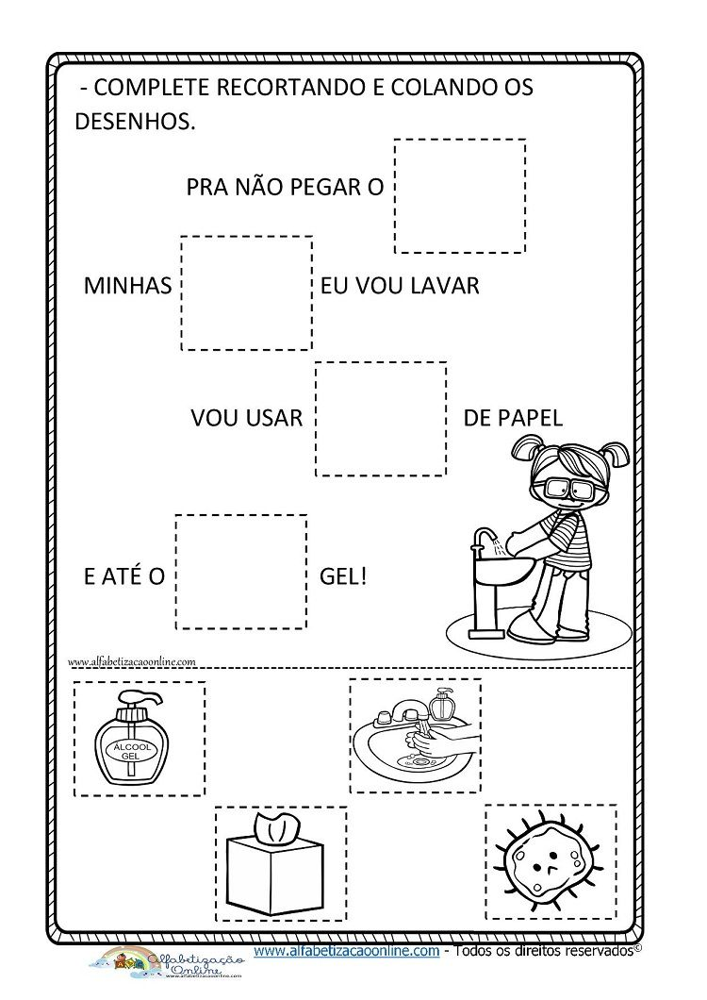 - COMPLETE RECORTANDO E COLANDO OS
DESENHOS.
PRA NÃO PEGAR O
MINHAS EU VOU LAVAR
VOU USAR DE PAPEL
E ATÉ O GEL!
www.alfabetizacaoonline.com
ÁLCOOL
GEL
Alfabetização
Online
www.alfabetizacaoonline.com
www.alfabetizacaoonline.com - Todos os direitos reservados©